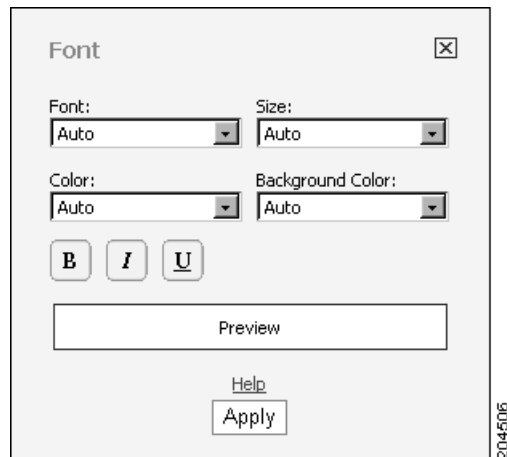 Font
Font: Size:
Auto Auto
Color: Background Color:
Auto Auto
B I U
Preview
Help
Apply
204506